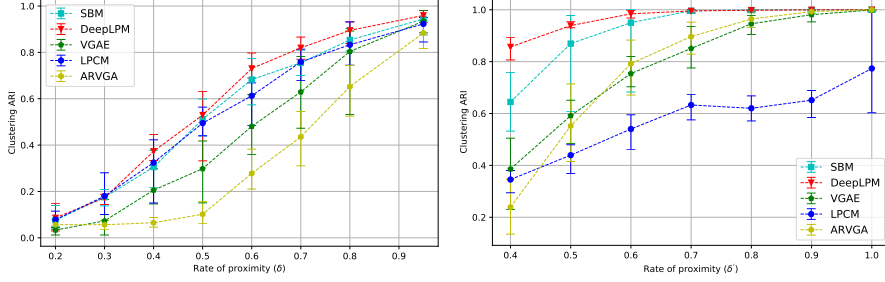 SBM
DeepLPM
VGAE
LPCM
ARVGA
Clustering ARI
1.0
0.8
0.6
0.4
0.2
0.0
0.2 0.3 0.4 0.5 0.6 0.7 0.8 0.9
Rate of proximity (δ)
Clustering ARI
1.0
0.8
0.6
0.4
0.2
SBM
DeepLPM
VGAE
LPCM
ARVGA
0.4 0.5 0.6 0.7 0.8 0.9 1.0
Rate of proximity (δ′)